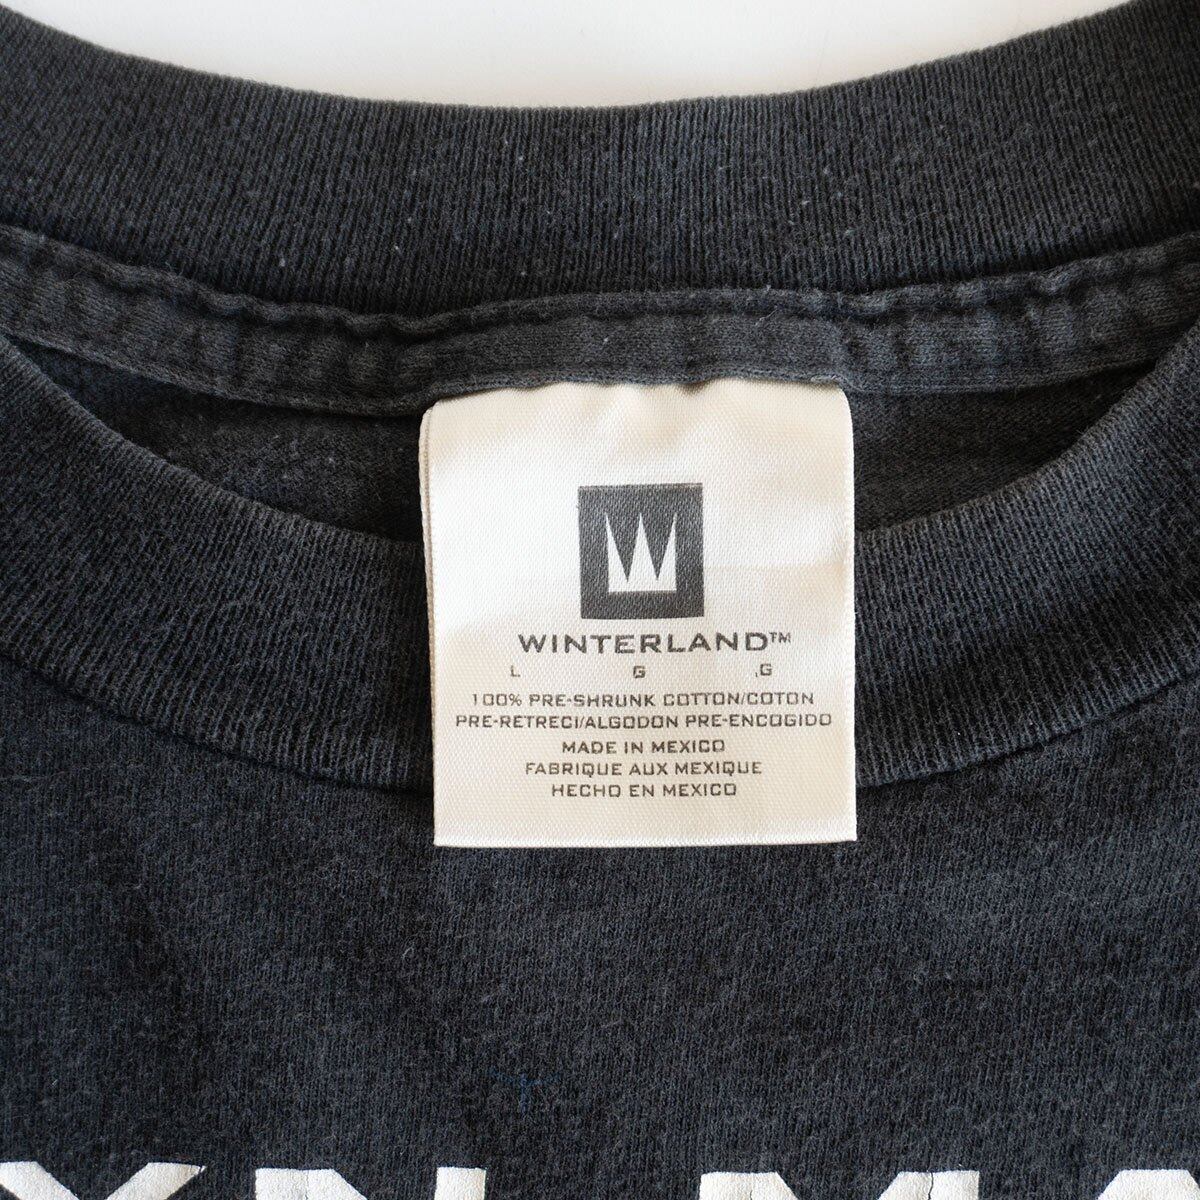 WINTERLAND™
L G G
100% PRE-SHRUNK COTTON/COTON
PRE-RETRECI/ALGODON PRE-ENCOGIDO
MADE IN MEXICO
FABRIQUE AUX MEXIQUE
HECHO EN MEXICO